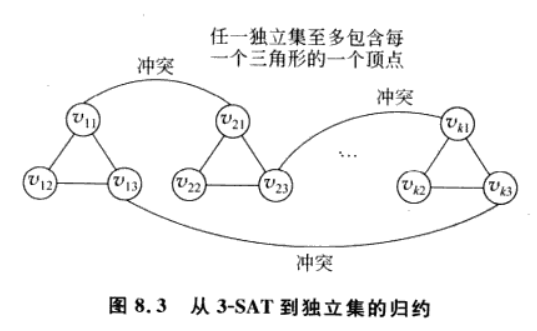 任一独立集至多包含每
一个三角形的一个顶点
冲突
冲突
v11
v21
vk1
...
v12
v13
v22
v23
vk2
vk3
冲突
图 8.3 从 3-SAT 到独立集的归约